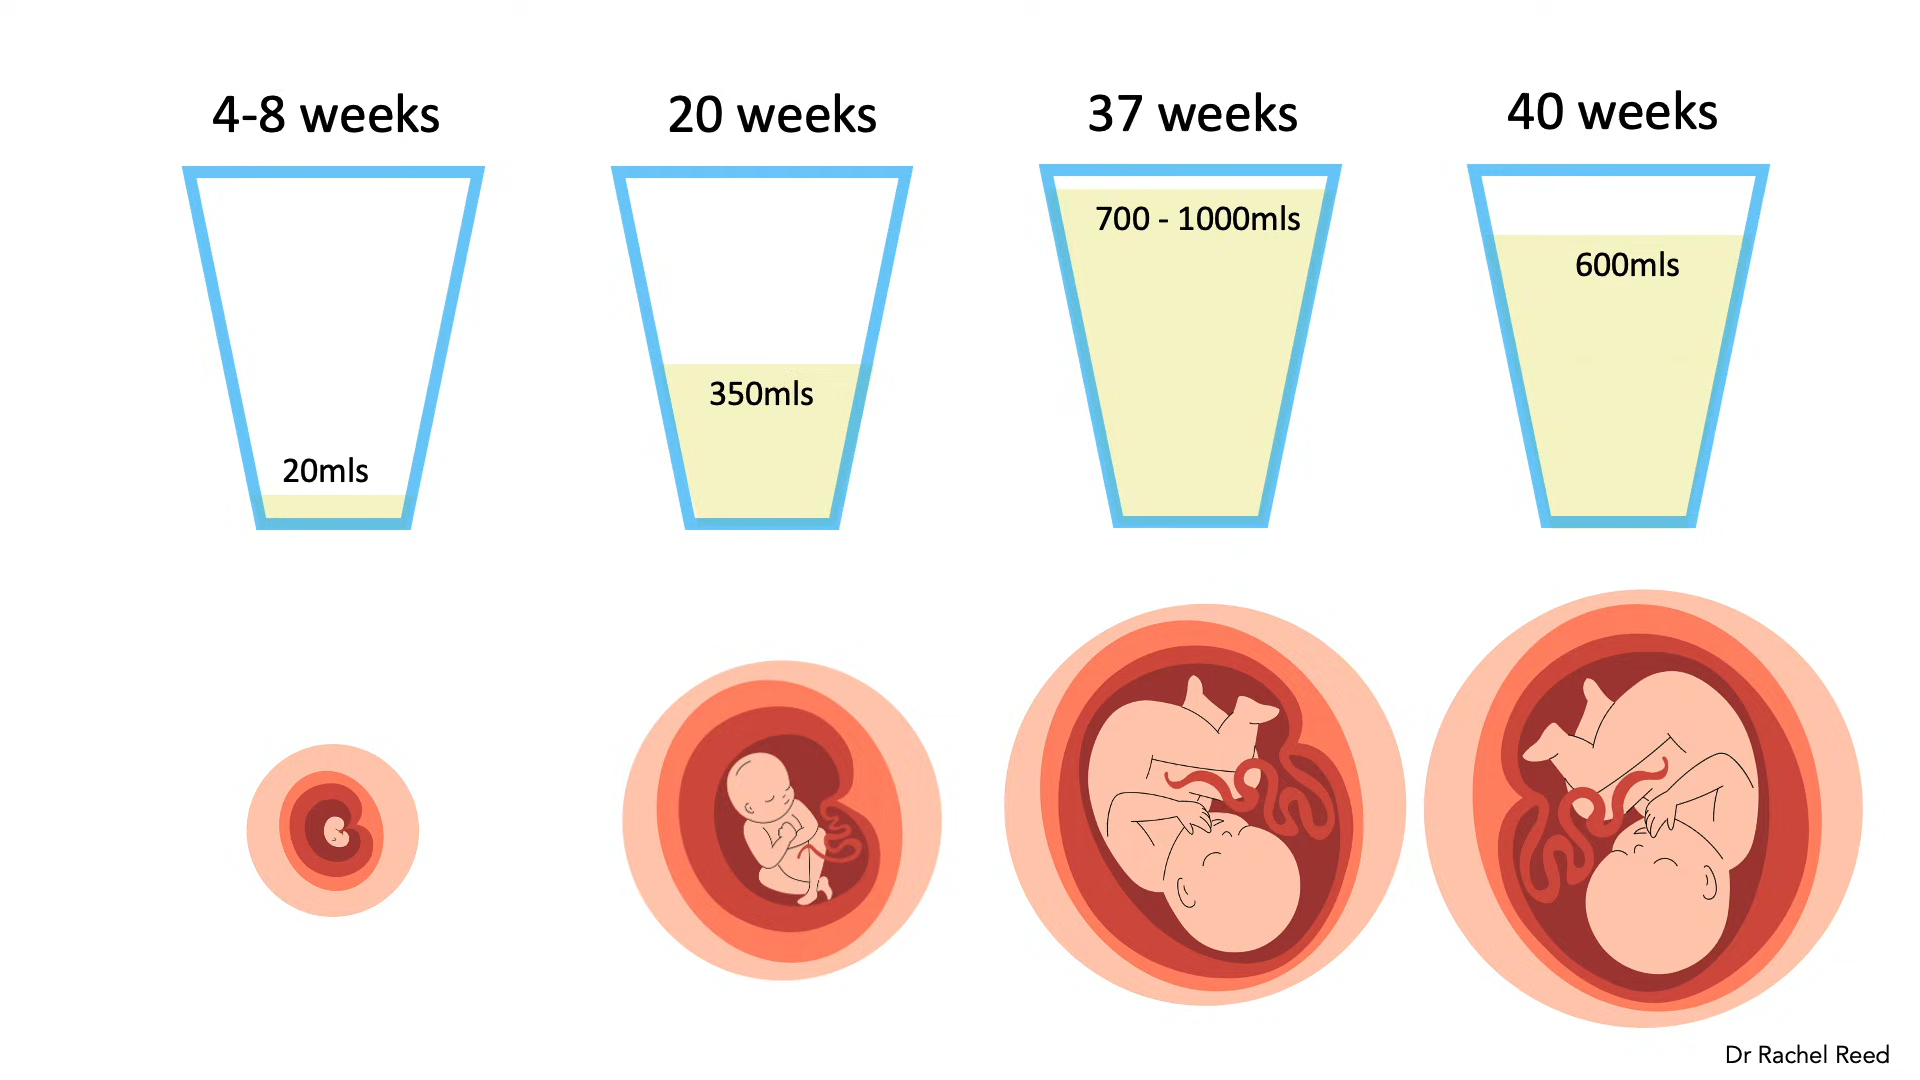 4-8 weeks
20 weeks
37 weeks
40 weeks
20mls
350mls
700 - 1000mls
600mls
Dr Rachel Reed